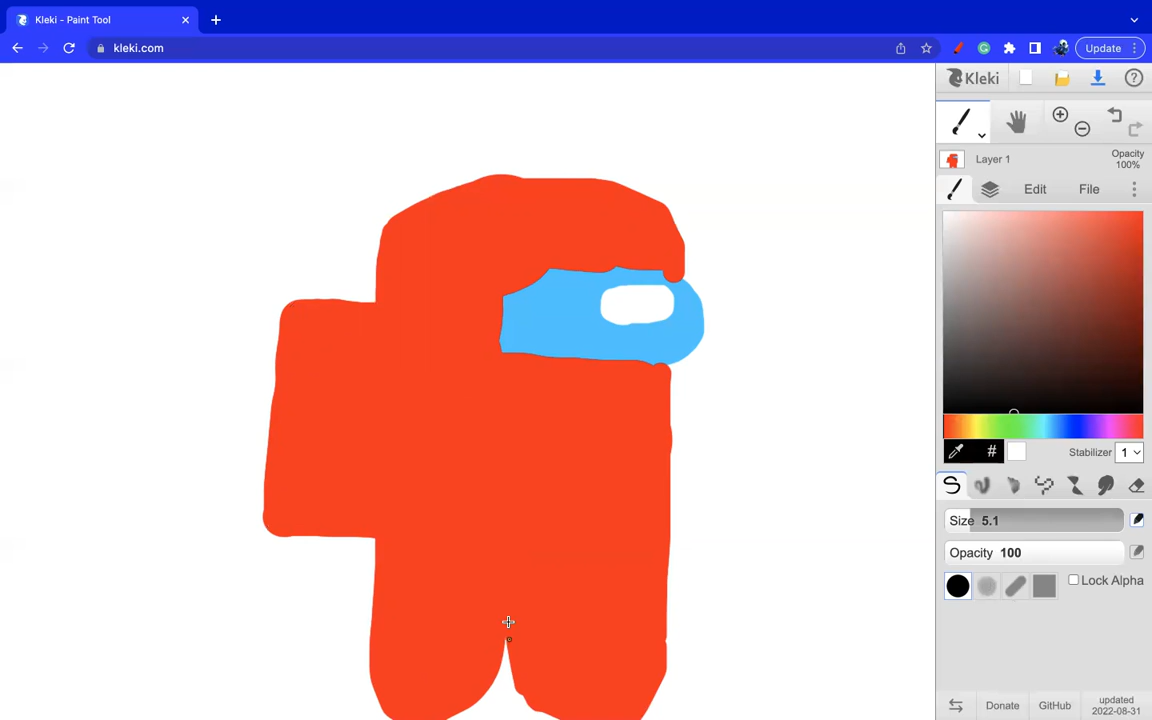 Kleki - Paint Tool
kleki.com
Update
Kleki
Layer 1
Opacity
100%
Edit
File
#
Stabilizer
1
Size 5.1
Opacity 100
Lock Alpha
Donate
GitHub
updated
2022-08-31